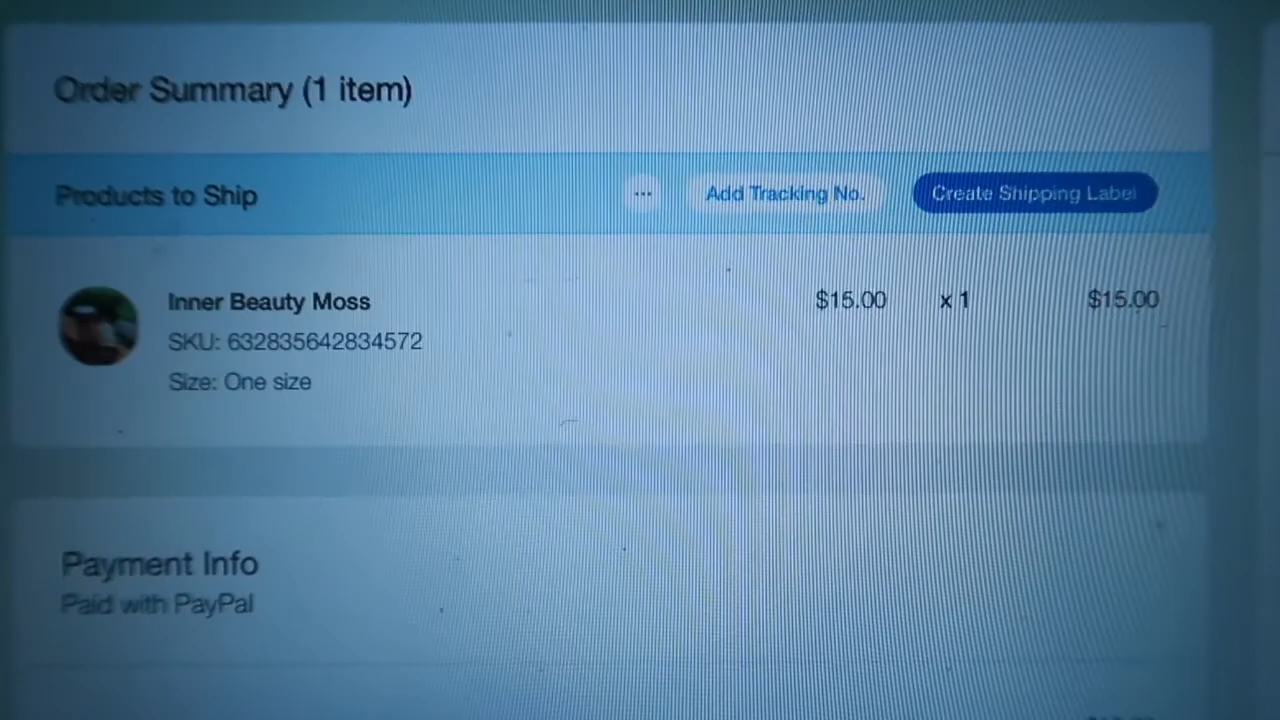 Order Summary (1 item)
Products to Ship ... Add Tracking No. Create Shipping Label
Inner Beauty Moss $15.00 x 1 $15.00
SKU: 632835642834572
Size: One size
Payment Info
Paid with PayPal